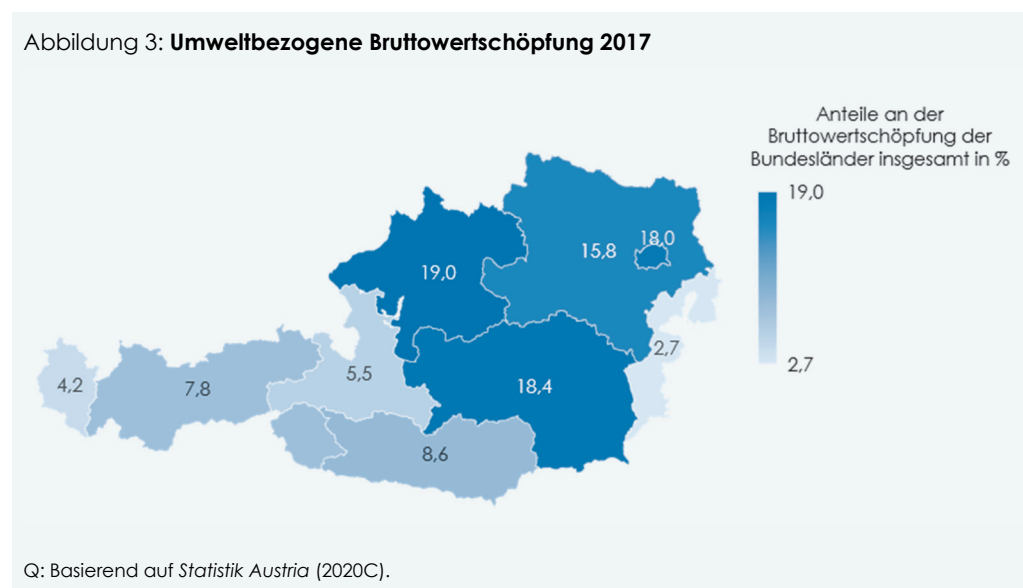 Abbildung 3: Umweltbezogene Bruttowertschöpfung 2017
Anteile an der
Bruttowertschöpfung der
Bundesländer insgesamt in %
19,0
2,7
18,0
15,8
19,0
2,7
5,5
4,2
7,8
18,4
8,6
Q: Basierend auf Statistik Austria (2020C).